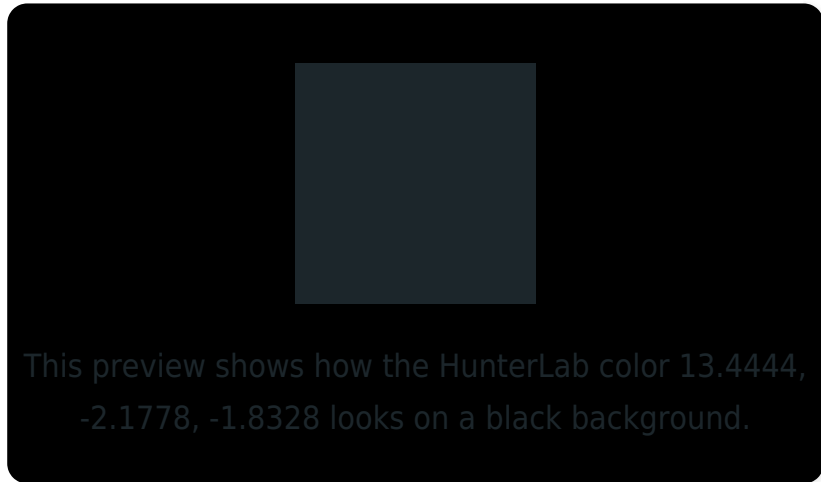 This preview shows how the HunterLab color 13.4444,
-2.1778, -1.8328 looks on a black background.